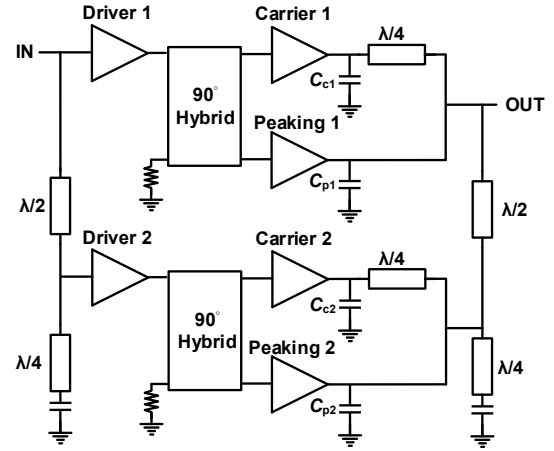 Driver 1
Carrier 1
λ/4
IN
90°
Hybrid
Cc1
OUT
Peaking 1
Cp1
λ/2
λ/2
Driver 2
Carrier 2
λ/4
90°
Hybrid
Cc2
λ/4
Peaking 2
λ/4
Cp2